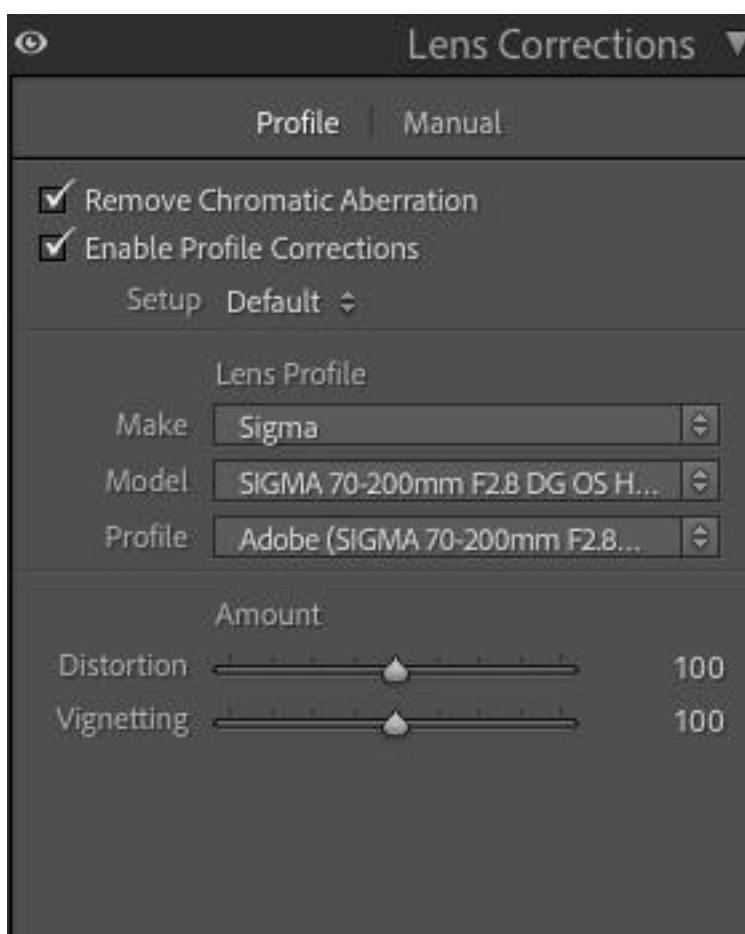 Lens Corrections
Profile | Manual
Remove Chromatic Aberration
Enable Profile Corrections
Setup Default
Lens Profile
Make Sigma
Model SIGMA 70-200mm F2.8 DG OS H...
Profile Adobe (SIGMA 70-200mm F2.8...
Amount
Distortion 100
Vignetting 100